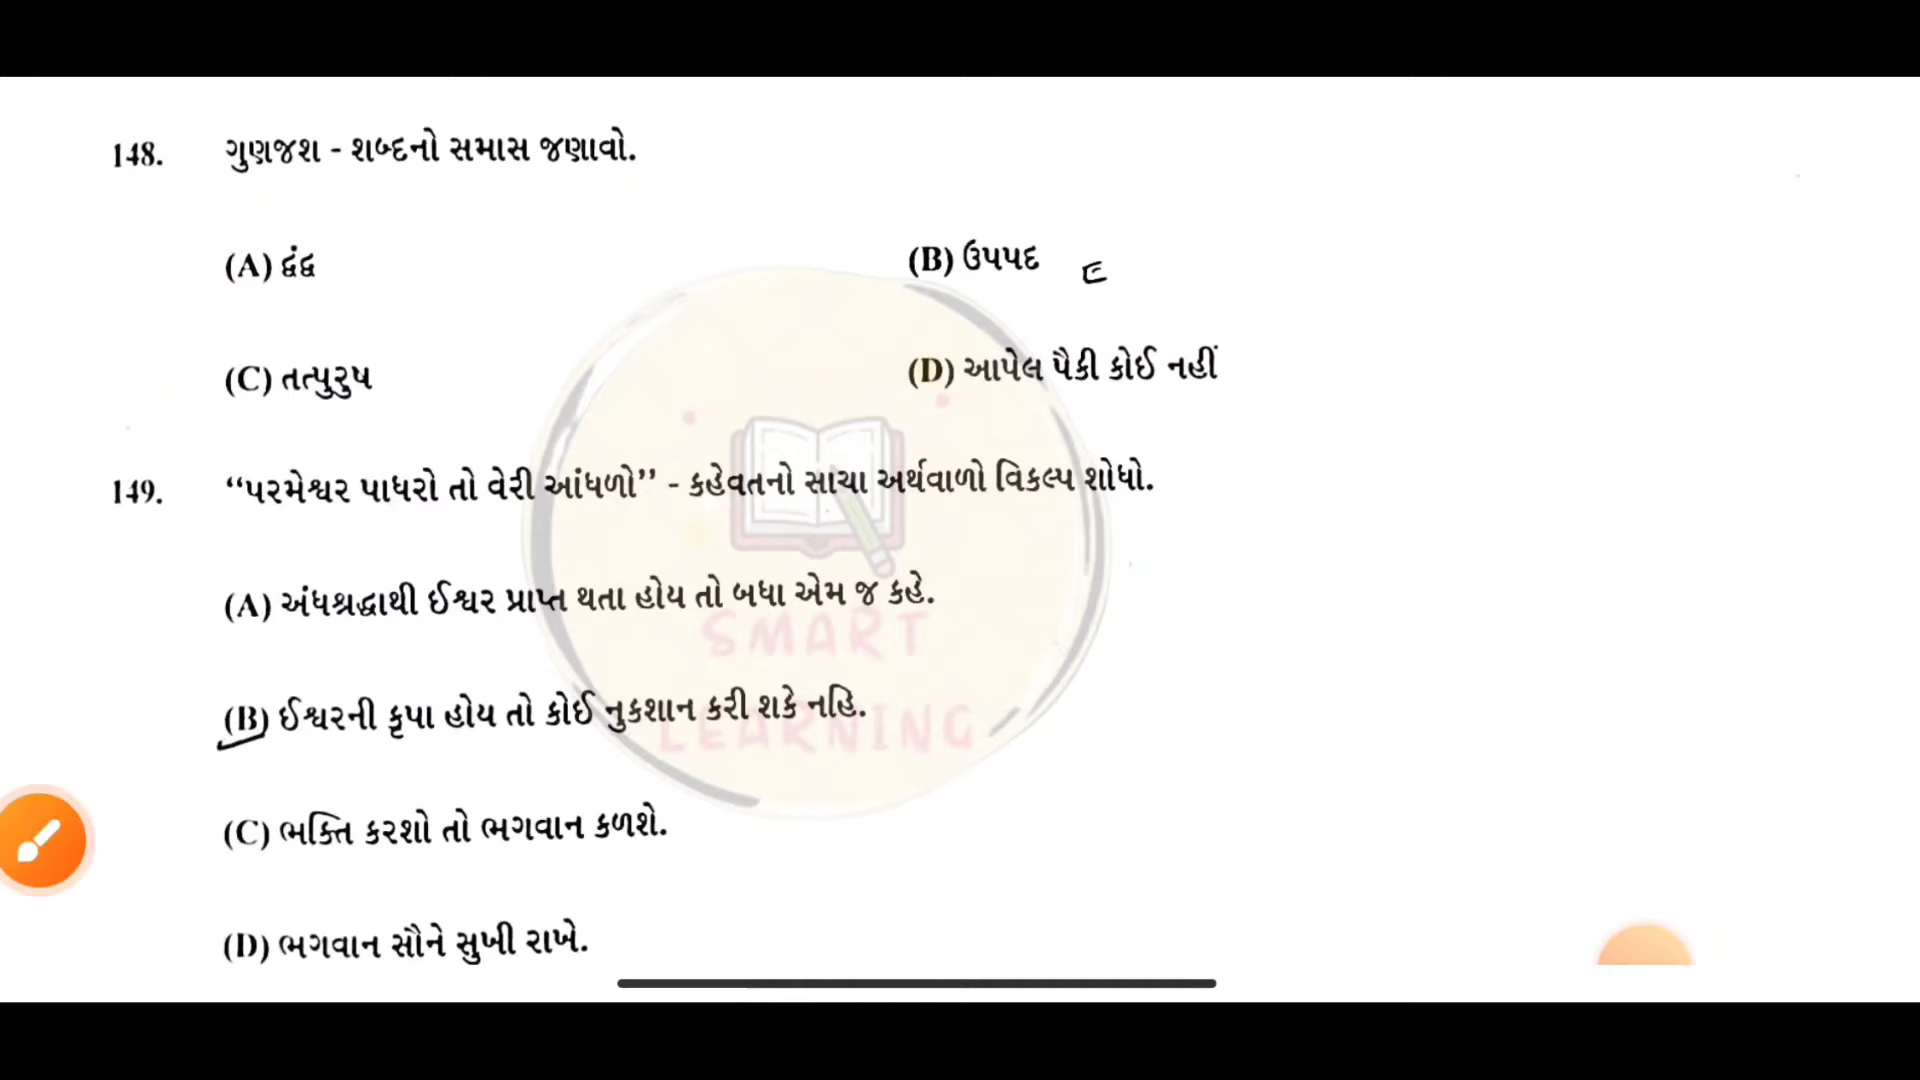 148. ગુણજશ - શબ્દનો સમાસ જણાવો.
(A) દ્વંદ્વ
(B) ઉપપદ E
(C) તત્પુરુષ
(D) આપેલ પૈકી કોઈ નહીં
149. “પરમેશ્વર પાધરો તો વેરી આંધળો” - કહેવતનો સાચા અર્થવાળો વિકલ્પ શોધો.
(A) અંધશ્રદ્ધાથી ઈશ્વર પ્રાપ્ત થતા હોય તો બધા એમ જ કહે.
SMART
(B) ઈશ્વરની કૃપા હોય તો કોઈ નુકશાન કરી શકે નહિ.
LEARNING
(C) ભક્તિ કરશો તો ભગવાન કળશે.
(D) ભગવાન સૌને સુખી રાખે.